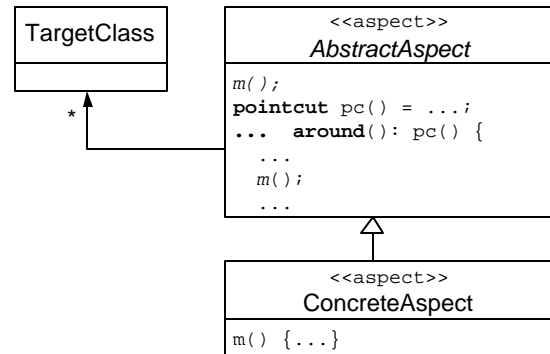 TargetClass
*
<<aspect>>
AbstractAspect
m();
pointcut pc() = ...;
... around(): pc() {
...
m();
...
<<aspect>>
ConcreteAspect
m() {...}